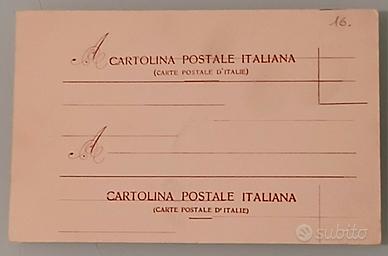 16.
A CARTOLINA POSTALE ITALIANA
(CARTE POSTALE D'ITALIE)
A
CARTOLINA POSTALE ITALIANA
(CARTE POSTALE D'ITALIE)
subito